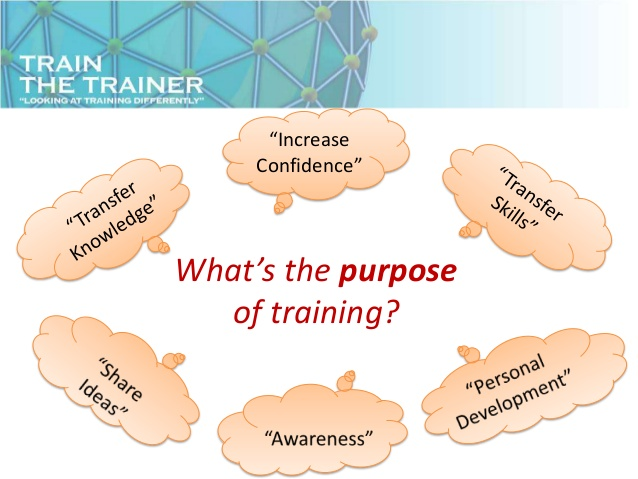 TRAIN
THE TRAINER
"LOOKING AT TRAINING DIFFERENTLY"
“Increase
Confidence”
“Transfer
Knowledge”
“Transfer
Skills”
What’s the purpose
of training?
“Share
Ideas”
“Awareness”
“Personal
Development”